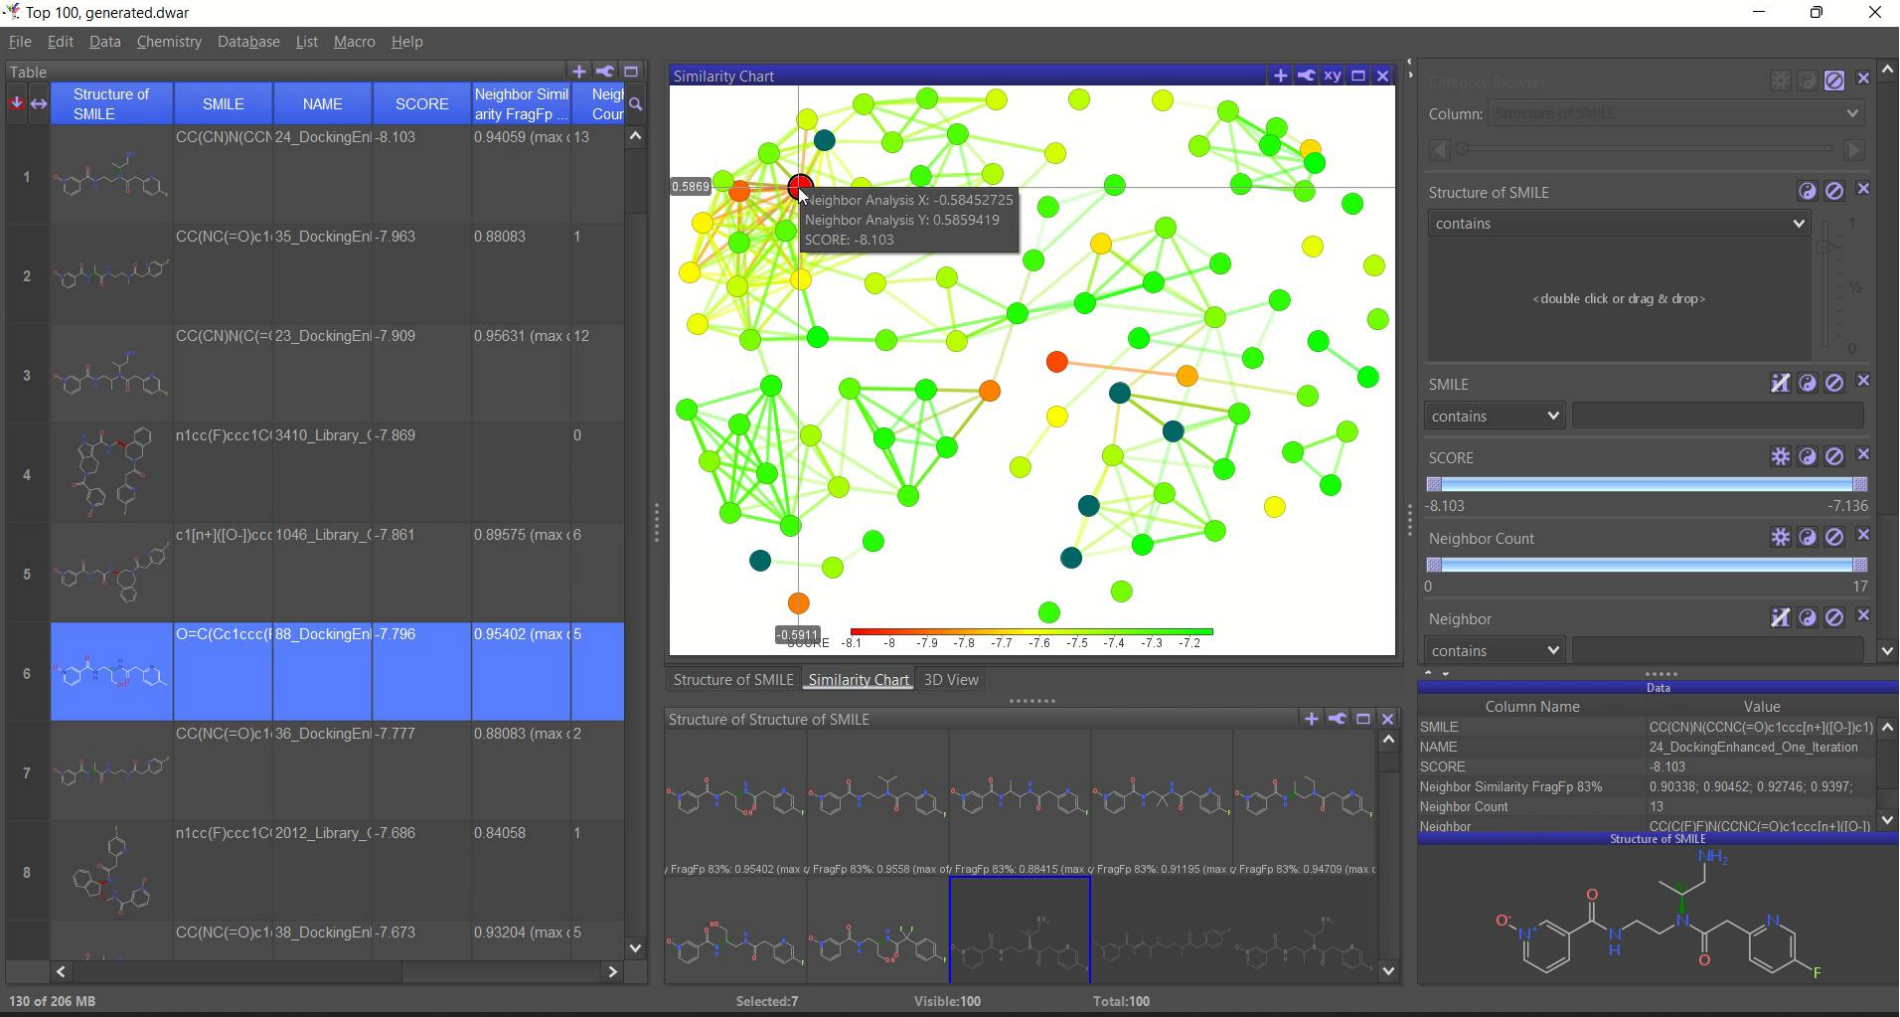 Top 100, generated.dwar
File Edit Data Chemistry Database List Macro Help
Table
Structure of SMILE SMILE NAME SCORE Neighbor Simil arity FragFp ... Neigh Cour
1 CC(CN)N(CCN 24_DockingEnl -8.103 0.94059 (max c 13
2 CC(NC(=O)c1 35_DockingEnl -7.963 0.88083 1
3 CC(CN)N(C(=( 23_DockingEnl -7.909 0.95631 (max c 12
4 n1cc(F)ccc1C( 3410_Library_( -7.869 0
5 c1[n+]([O-])ccc 1046_Library_( -7.861 0.89575 (max c 6
6 O=C(Cc1ccc(F 88_DockingEnl -7.796 0.95402 (max c 5
7 CC(NC(=O)c1 36_DockingEnl -7.777 0.88083 (max c 2
8 n1cc(F)ccc1C( 2012_Library_( -7.686 0.84058 1
CC(NC(=O)c1 38_DockingEnl -7.673 0.93204 (max c 5
Similarity Chart
xy
0.5869
Neighbor Analysis X: -0.58452725
Neighbor Analysis Y: 0.5859419
SCORE: -8.103
-0.5911
SCORE -8.1 -8 -7.9 -7.8 -7.7 -7.6 -7.5 -7.4 -7.3 -7.2
Structure of SMILE Similarity Chart 3D View
Structure of Structure of SMILE
y FragFp 83%: 0.95402 (max o y FragFp 83%: 0.9558 (max of y FragFp 83%: 0.88415 (max o y FragFp 83%: 0.91195 (max o y FragFp 83%: 0.94709 (max o
Category Browser
Column: Structure of SMILE
Structure of SMILE
contains
1
½
0
<double click or drag & drop>
SMILE
contains
SCORE
-8.103 -7.136
Neighbor Count
0 17
Neighbor
contains
Data
Column Name Value
SMILE CC(CN)N(CCNC(=O)c1ccc[n+]([O-])c1)
NAME 24_DockingEnhanced_One_Iteration
SCORE -8.103
Neighbor Similarity FragFp 83% 0.90338; 0.90452; 0.92746; 0.9397;
Neighbor Count 13
Neighbor CC(C(F)F)N(CCNC(=O)c1ccc[n+]([O-])
Structure of SMILE
NH2
O-
N+
O
N
H
N
O
N
F
130 of 206 MB Selected:7 Visible:100 Total:100